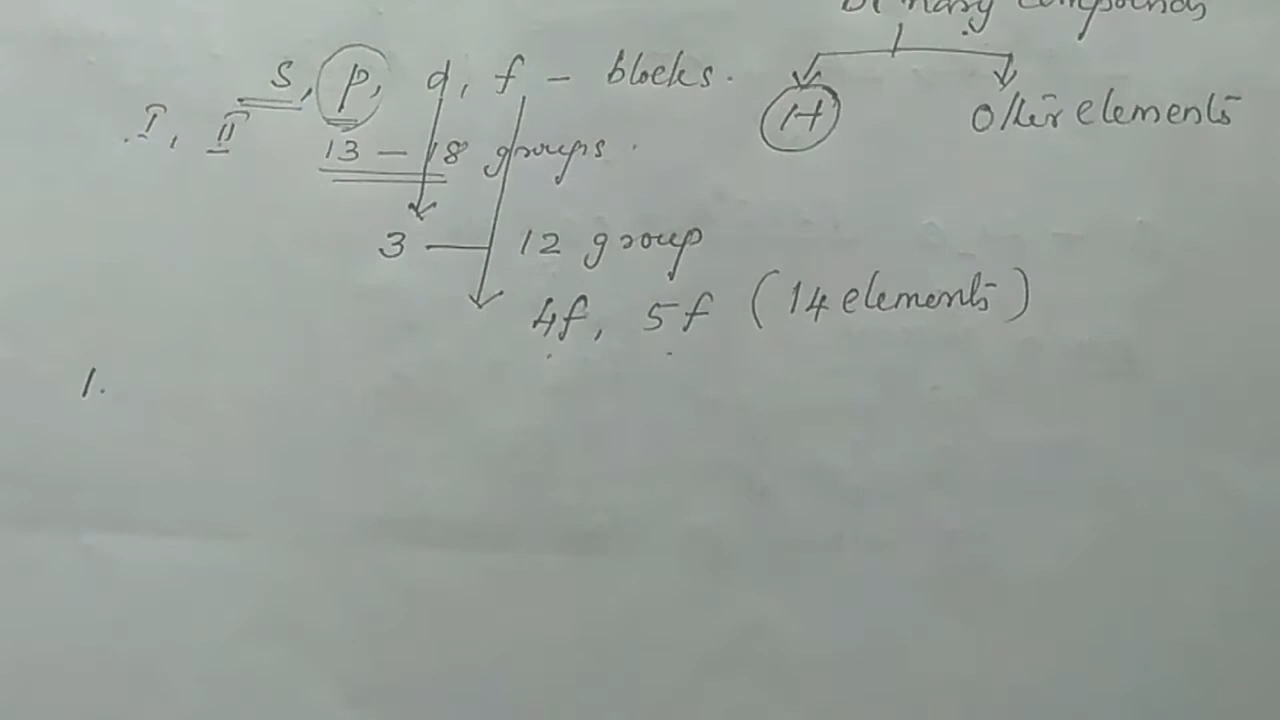 Binary compounds
s, p, d, f - blocks.
H
Other elements
I, II
13 - 18 groups.
3 — 12 group
4f, 5f (14 elements)
1.